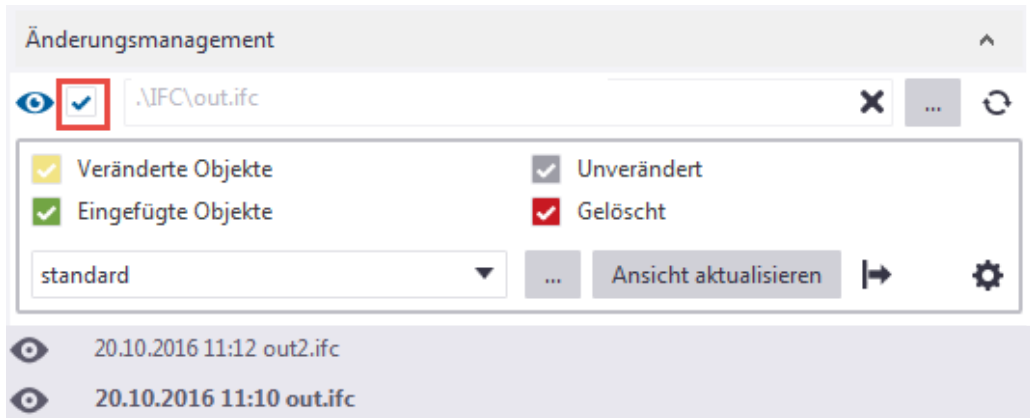 Änderungsmanagement
.\IFC\out.ifc ...
Veränderte Objekte Unverändert
Eingefügte Objekte Gelöscht
standard ... Ansicht aktualisieren
20.10.2016 11:12 out2.ifc
20.10.2016 11:10 out.ifc